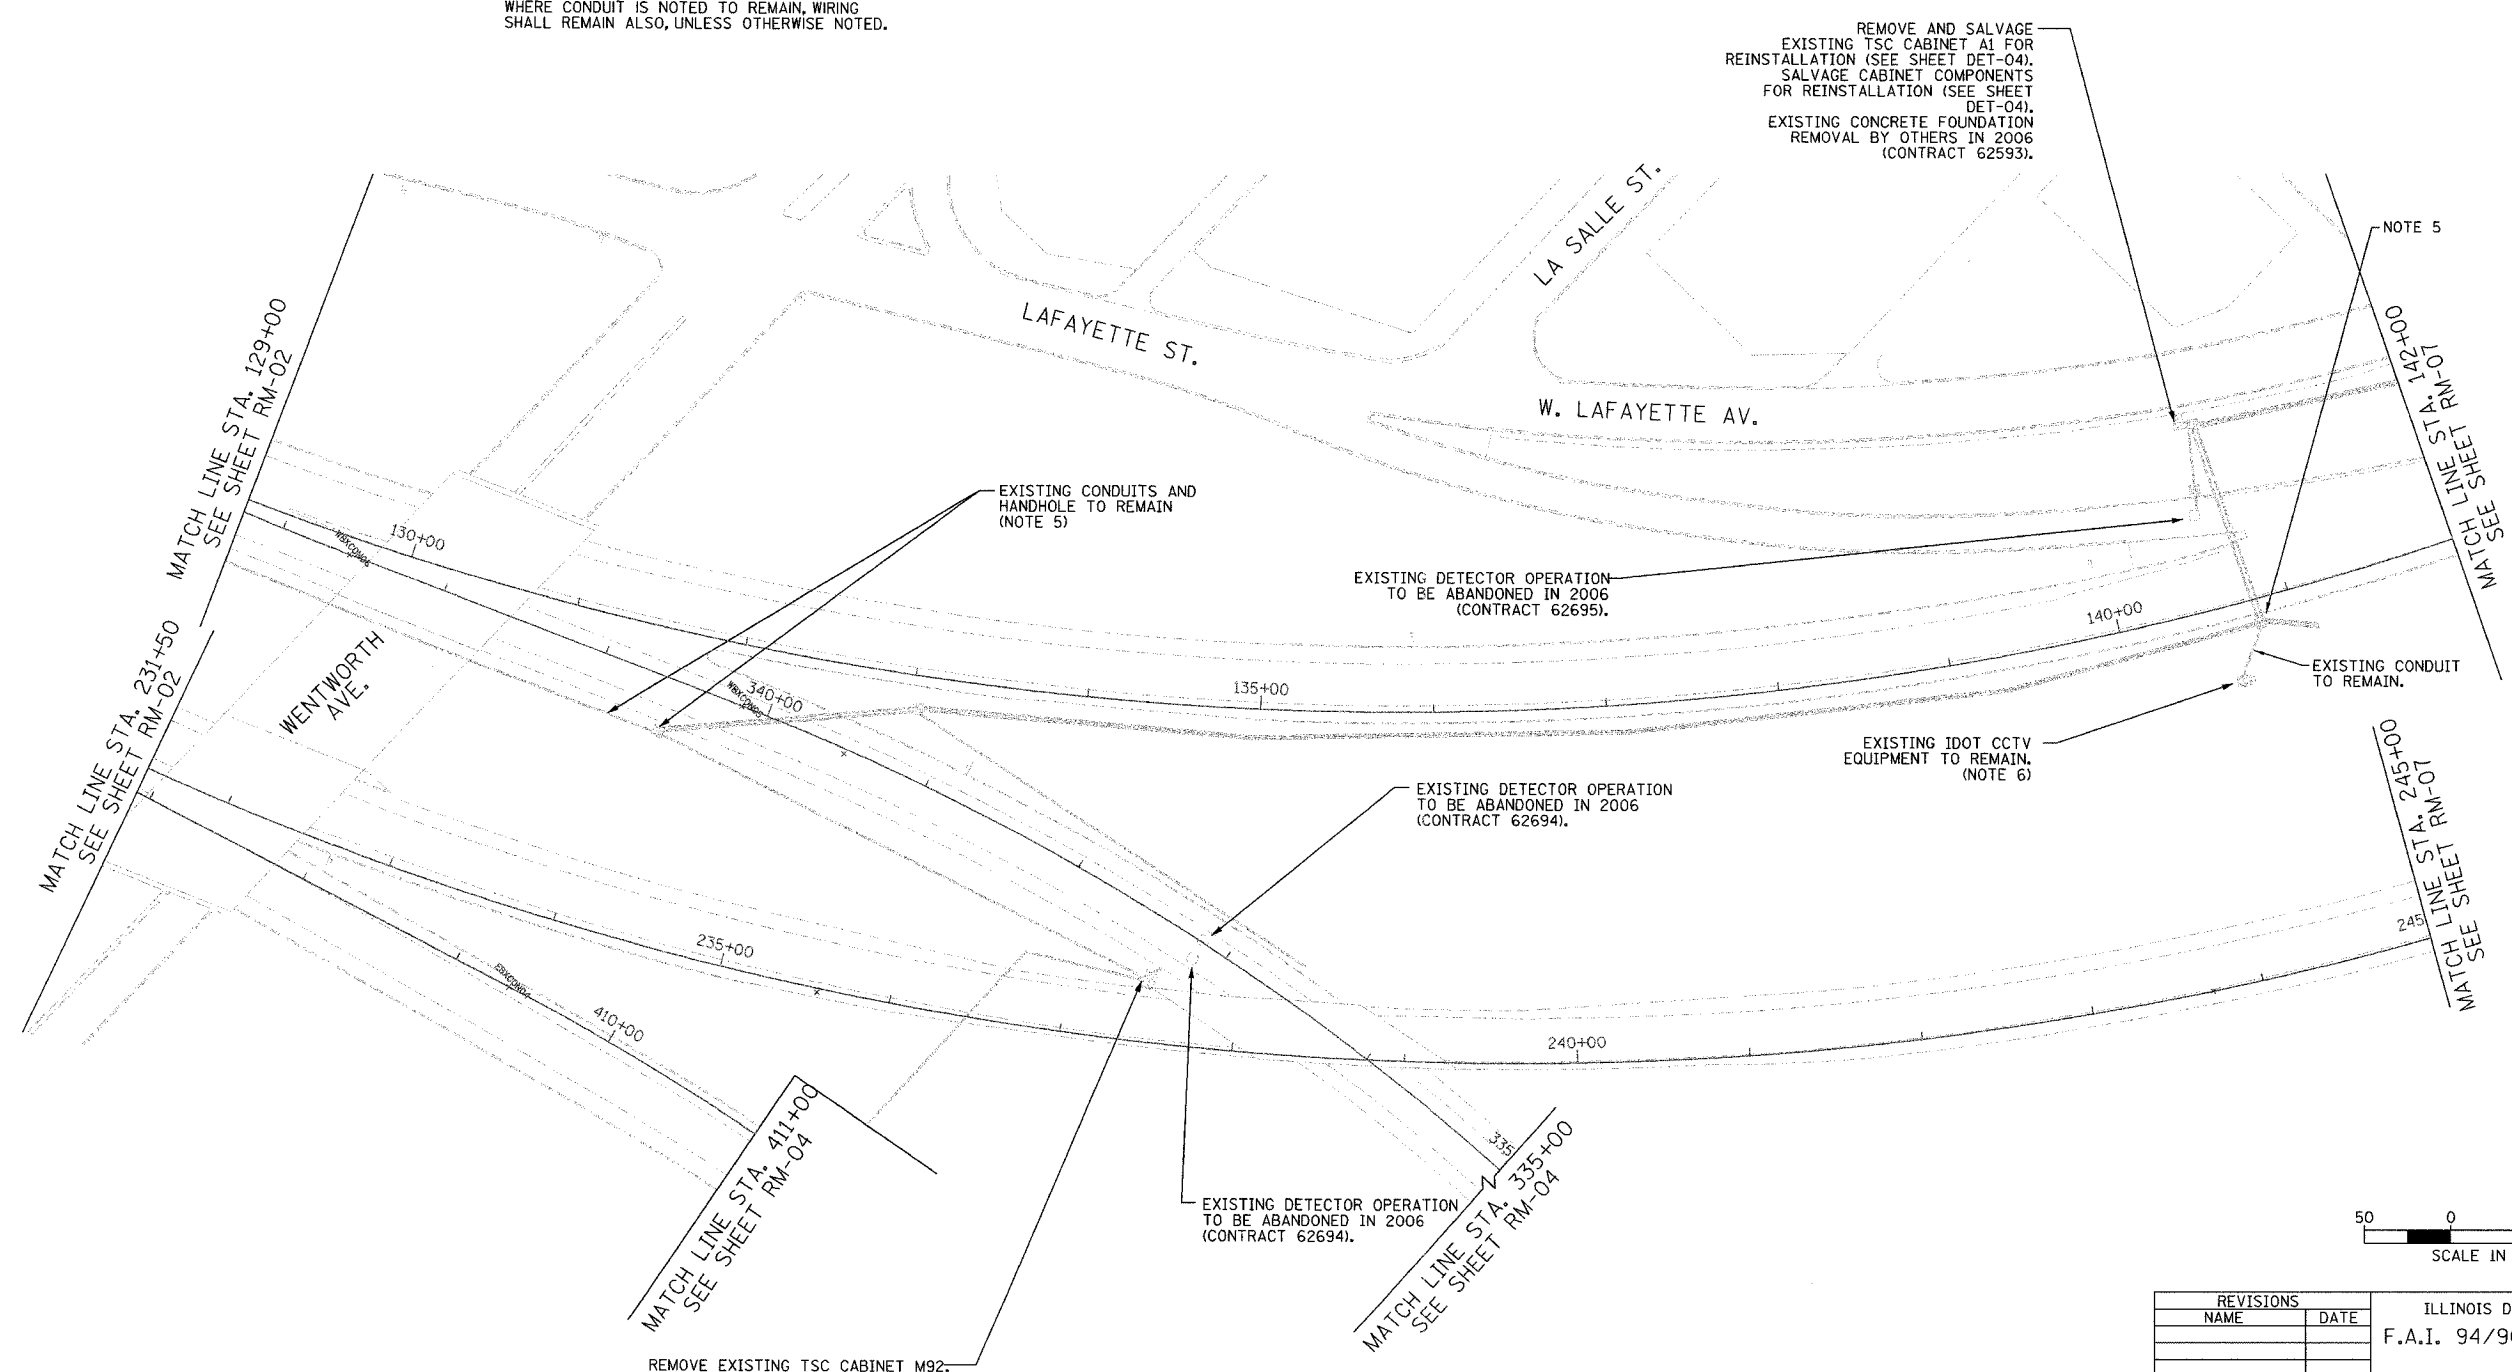 WHERE CONDUIT IS NOTED TO REMAIN, WIRING
SHALL REMAIN ALSO, UNLESS OTHERWISE NOTED.
REMOVE AND SALVAGE
EXISTING TSC CABINET A1 FOR
REINSTALLATION (SEE SHEET DET-04).
SALVAGE CABINET COMPONENTS
FOR REINSTALLATION (SEE SHEET
DET-04).
EXISTING CONCRETE FOUNDATION
REMOVAL BY OTHERS IN 2006
(CONTRACT 62593).
LA SALLE ST.
NOTE 5
LAFAYETTE ST.
W. LAFAYETTE AV.
MATCH LINE STA. 129+00
SEE SHEET RM-02
MATCH LINE STA. 142+00
SEE SHEET RM-07
EXISTING CONDUITS AND
HANDHOLE TO REMAIN
(NOTE 5)
130+00
WBXCOND6
EXISTING DETECTOR OPERATION
TO BE ABANDONED IN 2006
(CONTRACT 62695).
140+00
MATCH LINE STA. 231+50
SEE SHEET RM-02
WENTWORTH
AVE.
340+00
135+00
EXISTING CONDUIT
TO REMAIN.
EXISTING IDOT CCTV
EQUIPMENT TO REMAIN.
(NOTE 6)
EXISTING DETECTOR OPERATION
TO BE ABANDONED IN 2006
(CONTRACT 62694).
MATCH LINE STA. 245+00
SEE SHEET RM-07
245
235+00
EBXCOND4
410+00
240+00
MATCH LINE STA. 411+00
SEE SHEET RM-04
335
MATCH LINE STA. 335+00
SEE SHEET RM-04
EXISTING DETECTOR OPERATION
TO BE ABANDONED IN 2006
(CONTRACT 62694).
50 0
SCALE IN
REVISIONS
NAME DATE
ILLINOIS D
F.A.I. 94/9
REMOVE EXISTING TSC CABINET M92.